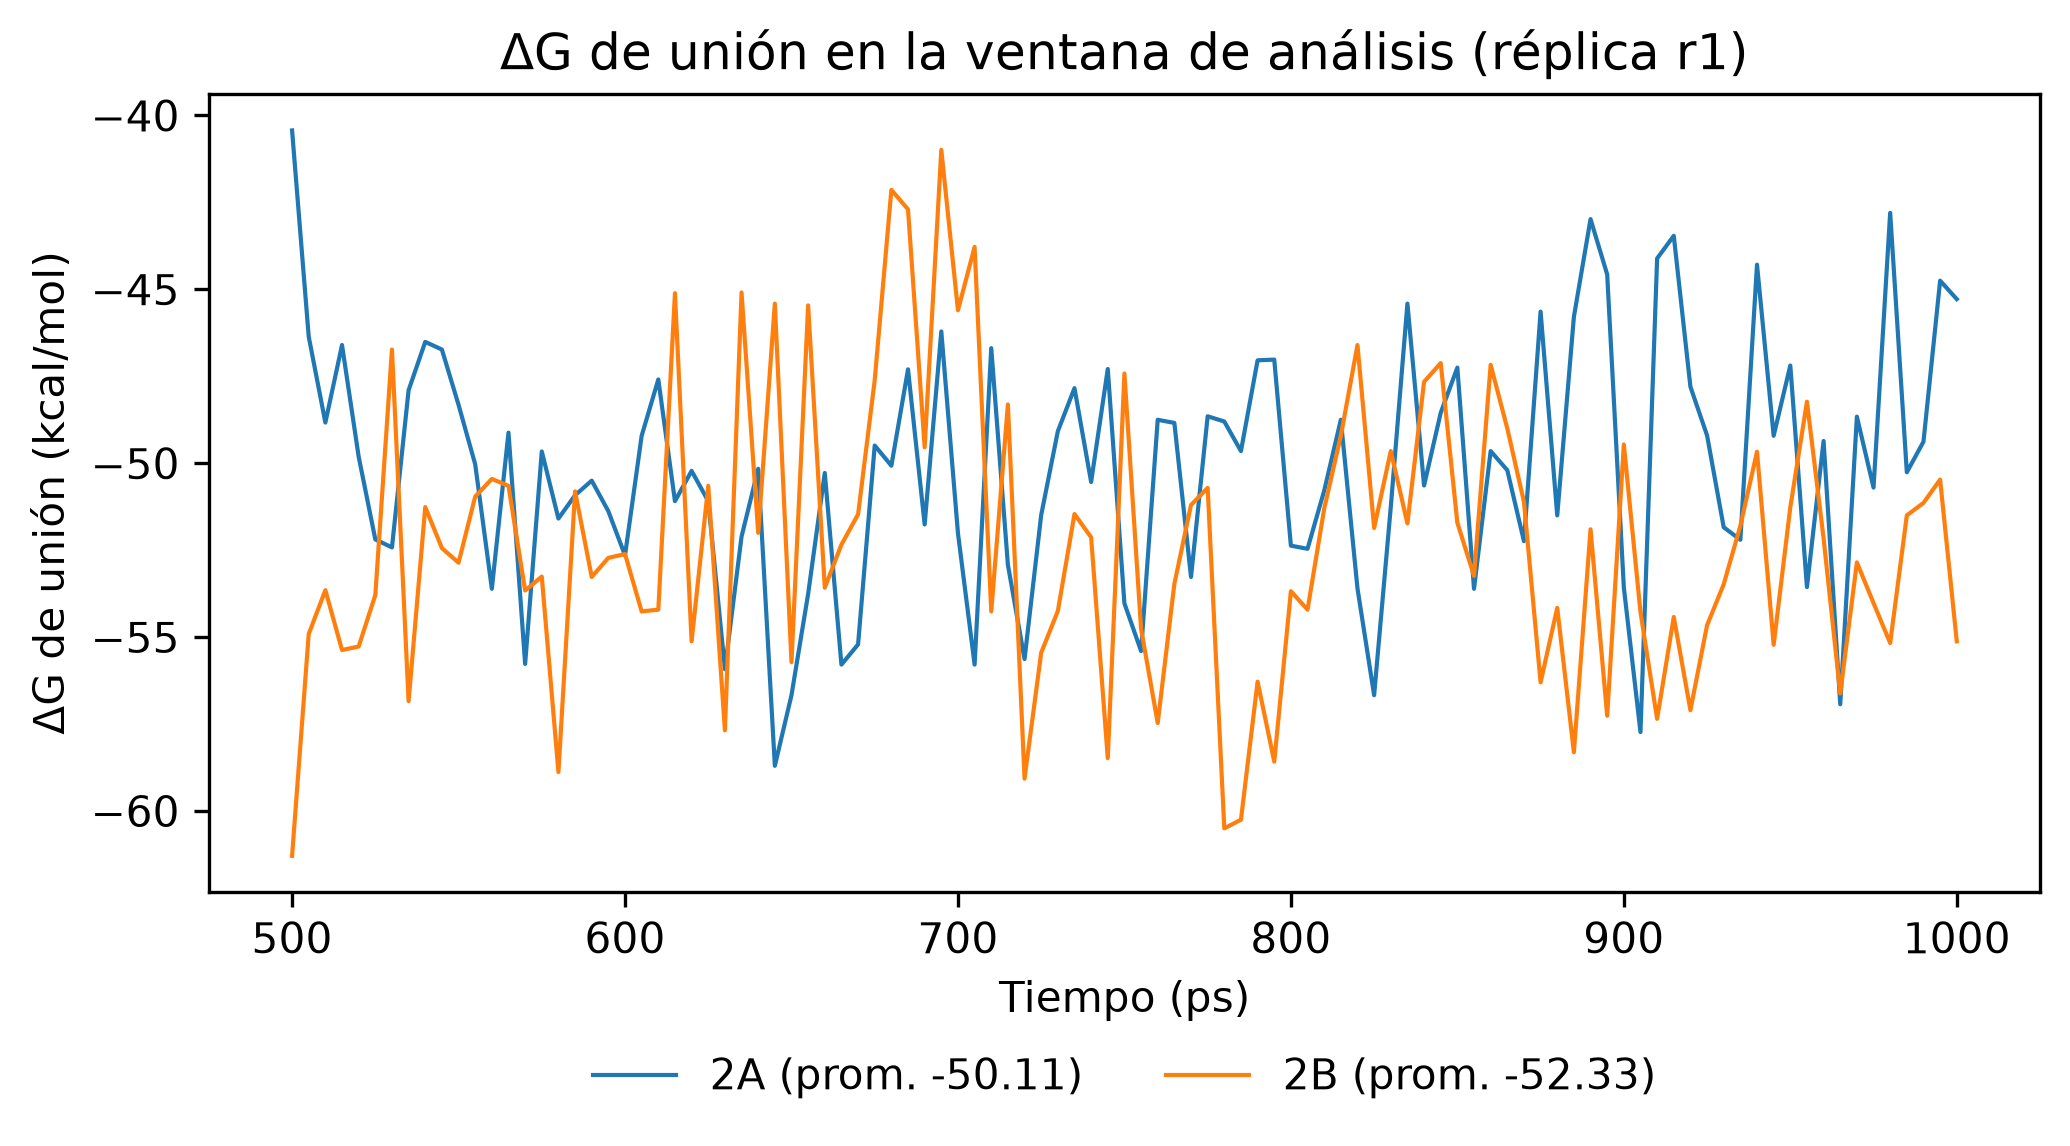 ΔG de unión en la ventana de análisis (réplica r1)
ΔG de unión (kcal/mol)
−40
−45
−50
−55
−60
500 600 700 800 900 1000
Tiempo (ps)
2A (prom. -50.11) 2B (prom. -52.33)